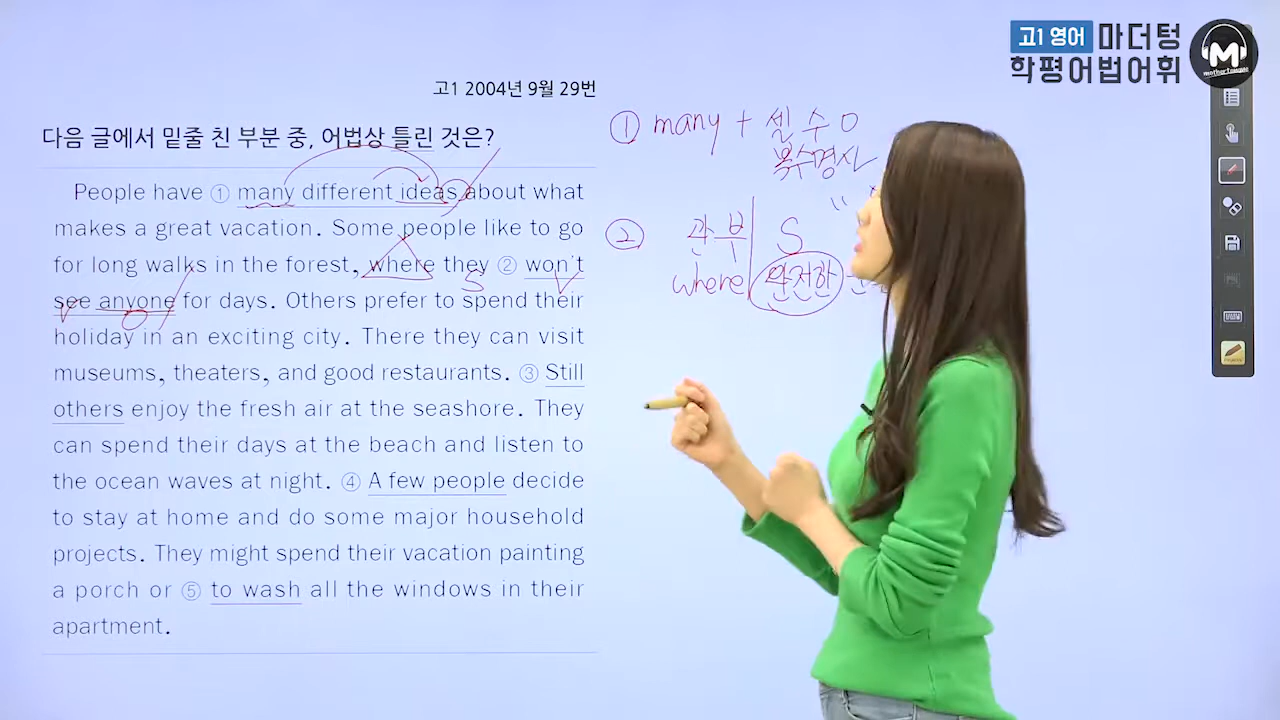 고1 영어 마더텅
학평어법어휘
M
mother tongue
고1 2004년 9월 29번
다음 글에서 밑줄 친 부분 중, 어법상 틀린 것은?
People have ① many different ideas about what
makes a great vacation. Some people like to go
for long walks in the forest, where they ② won't
see anyone for days. Others prefer to spend their
holiday in an exciting city. There they can visit
museums, theaters, and good restaurants. ③ Still
others enjoy the fresh air at the seashore. They
can spend their days at the beach and listen to
the ocean waves at night. ④ A few people decide
to stay at home and do some major household
projects. They might spend their vacation painting
a porch or ⑤ to wash all the windows in their
apartment.
S
V
V
O
① many + 셀 수 O
복수명사
② 관부 S
where 완전한